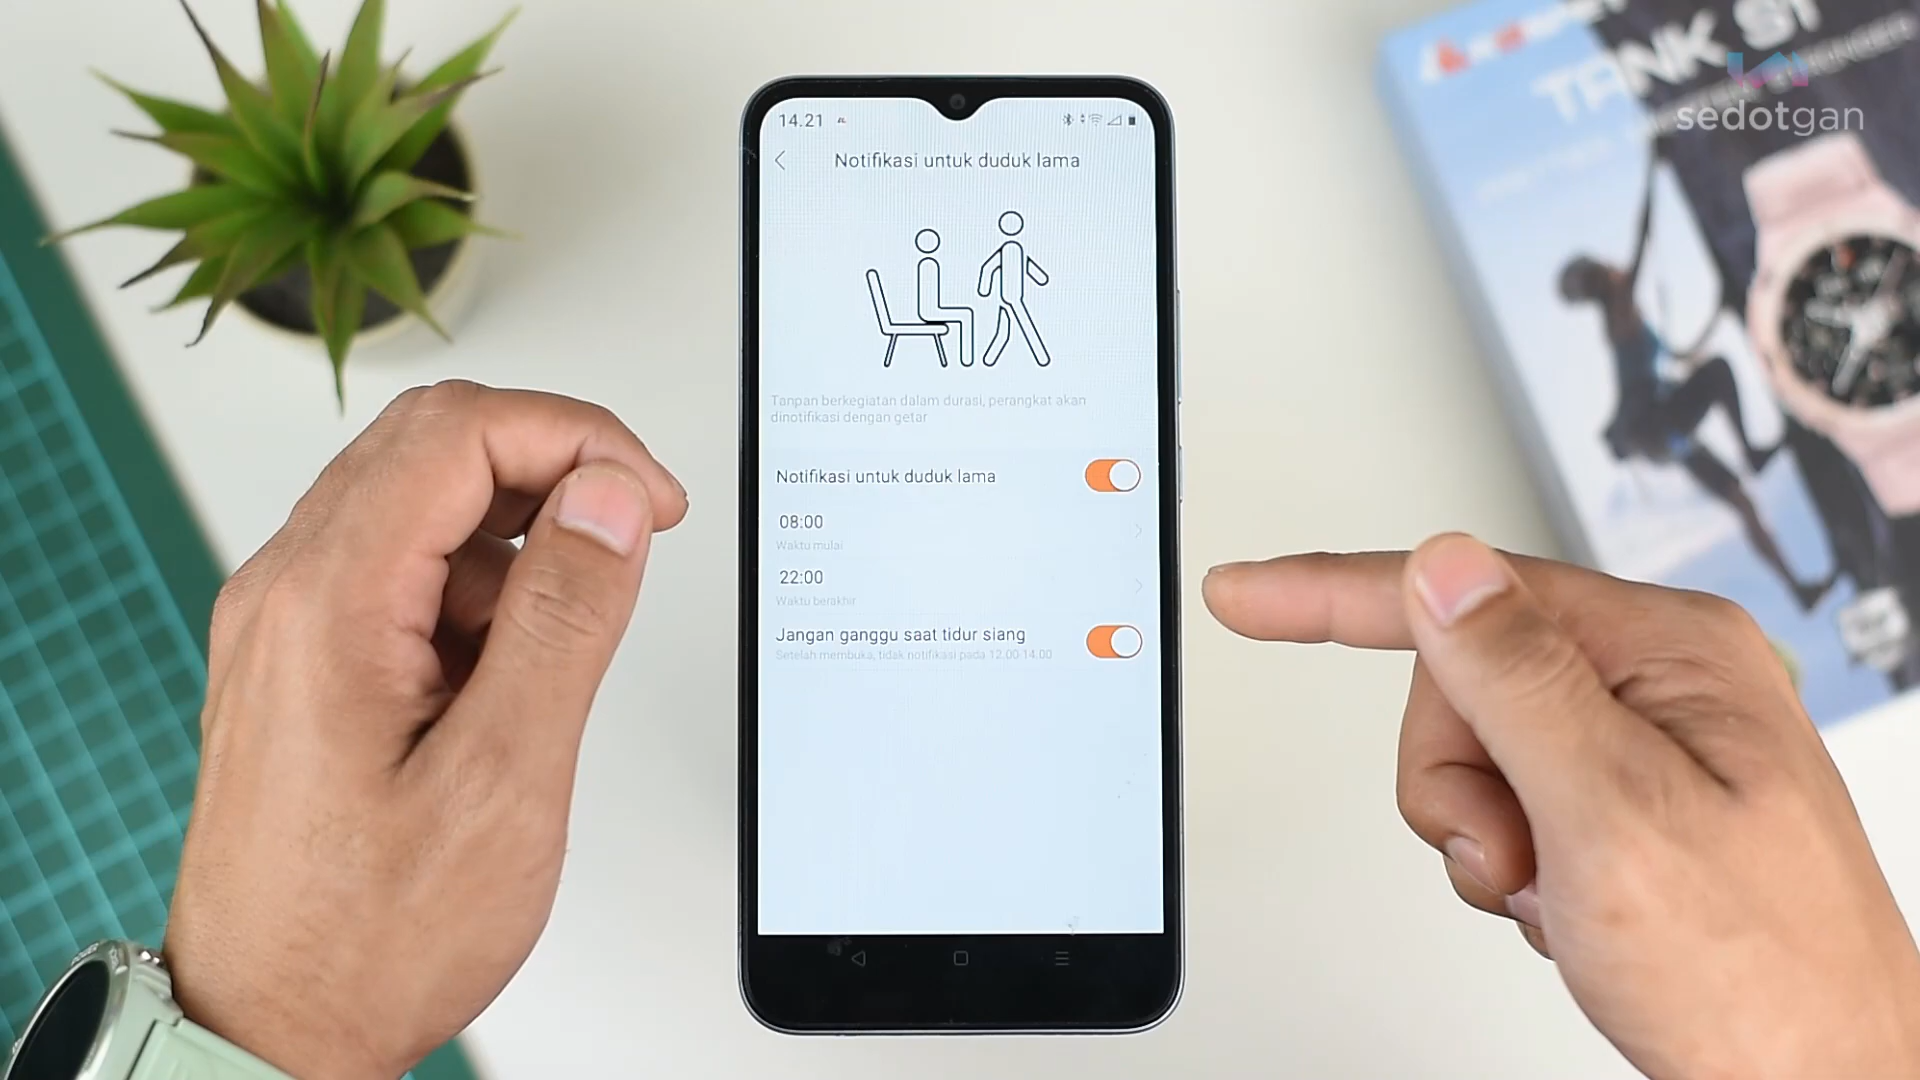 TANK S1
sedotgan
14.21
Notifikasi untuk duduk lama
Tanpan berkegiatan dalam durasi, perangkat akan
dinotifikasi dengan getar
Notifikasi untuk duduk lama
08:00
Waktu mulai
22:00
Waktu berakhir
Jangan ganggu saat tidur siang
Setelah membuka, tidak notifikasi pada 12.00-14.00